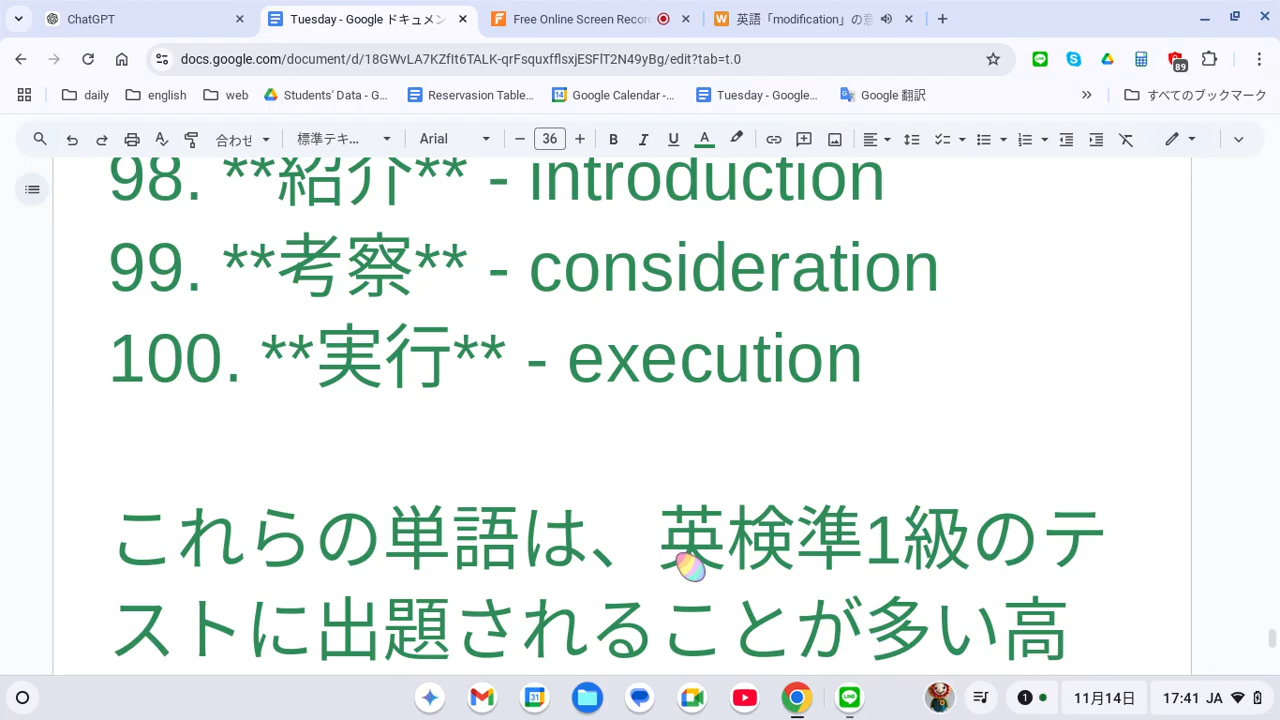 ChatGPT
Tuesday - Google ドキュメン
Free Online Screen Recor
英語「modification」の意
docs.google.com/document/d/
/edit?tab=t.0
89
daily
english
web
Students' Data - G...
Reservasion Table...
Google Calendar -...
Tuesday - Google...
Google 翻訳
すべてのブックマーク
合わせ
標準テキ...
Arial
36
98. **紹介** - introduction
99. **考察** - consideration
100. **実行** - execution
これらの単語は、英検準1級のテ
ストに出題されることが多い高
31
1
11月14日
17:41 JA